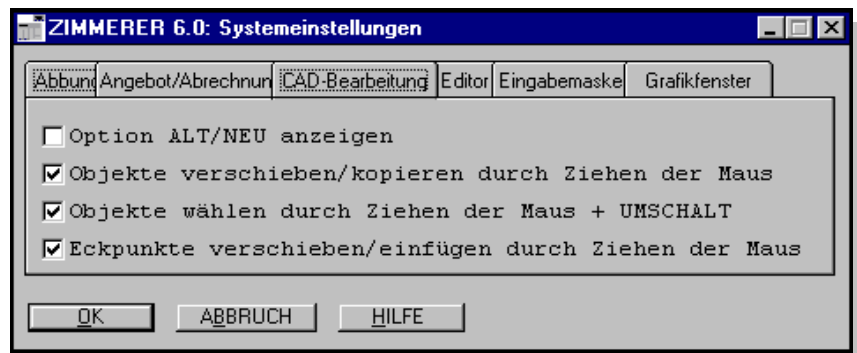 ZIMMERER 6.0: Systemeinstellungen
Abbund Angebot/Abrechnun CAD-Bearbeitung Editor Eingabemaske Grafikfenster
Option ALT/NEU anzeigen
Objekte verschieben/kopieren durch Ziehen der Maus
Objekte wählen durch Ziehen der Maus + UMSCHALT
Eckpunkte verschieben/einfügen durch Ziehen der Maus
OK ABBRUCH HILFE